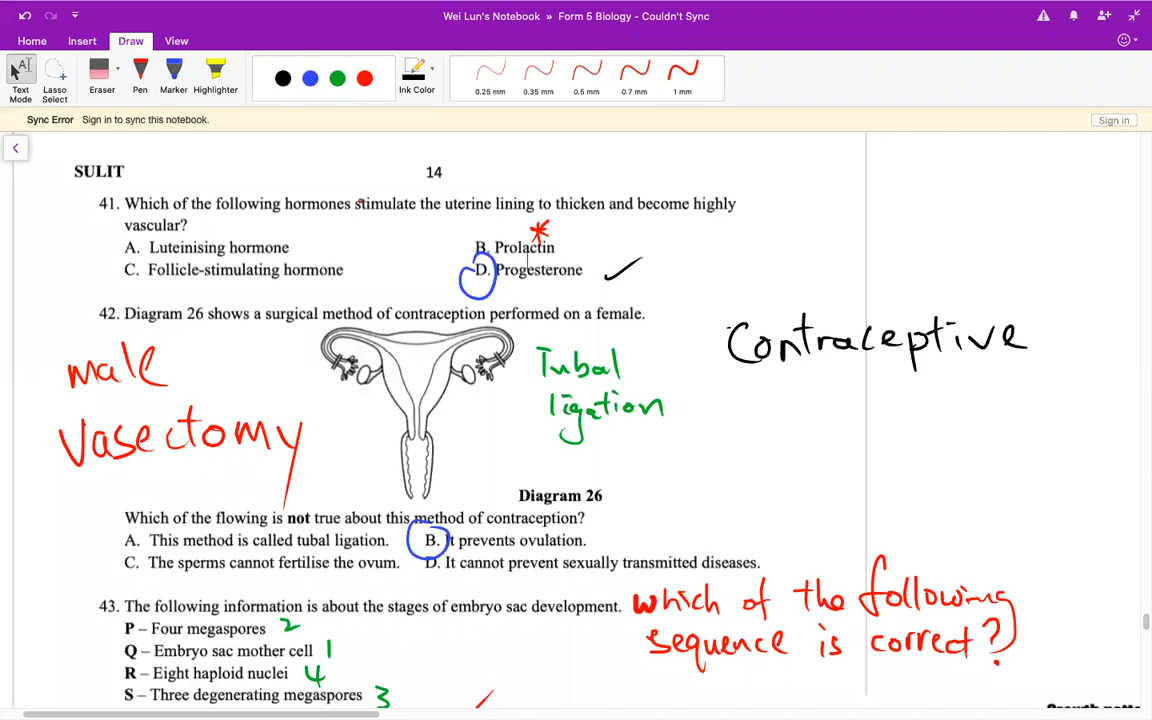 Wei Lun's Notebook » Form 5 Biology - Couldn't Sync
Home Insert Draw View
Text Mode
Lasso Select
Eraser
Pen
Marker
Highlighter
Ink Color
0.25 mm 0.35 mm 0.5 mm 0.7 mm 1 mm
Sync Error Sign in to sync this notebook. Sign in
SULIT 14
41. Which of the following hormones stimulate the uterine lining to thicken and become highly
vascular?
A. Luteinising hormone B. Prolactin
C. Follicle-stimulating hormone D. Progesterone
42. Diagram 26 shows a surgical method of contraception performed on a female.
Contraceptive
male
Vasectomy
Tubal
ligation
Diagram 26
Which of the flowing is not true about this method of contraception?
A. This method is called tubal ligation. B. It prevents ovulation.
C. The sperms cannot fertilise the ovum. D. It cannot prevent sexually transmitted diseases.
43. The following information is about the stages of embryo sac development.
which of the following
sequence is correct?
P – Four megaspores 2
Q – Embryo sac mother cell 1
R – Eight haploid nuclei 4
S – Three degenerating megaspores 3